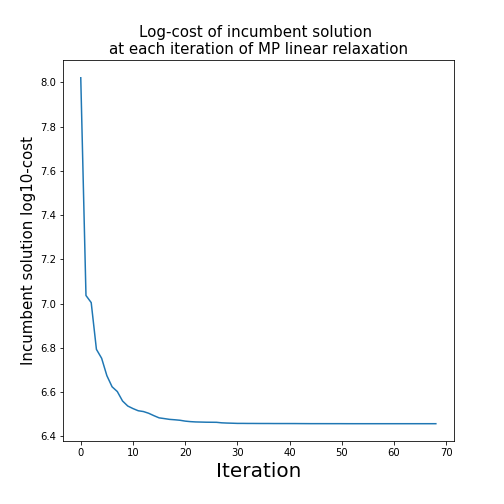 Log-cost of incumbent solution
at each iteration of MP linear relaxation
Incumbent solution log10-cost
8.0
7.8
7.6
7.4
7.2
7.0
6.8
6.6
6.4
0 10 20 30 40 50 60 70
Iteration